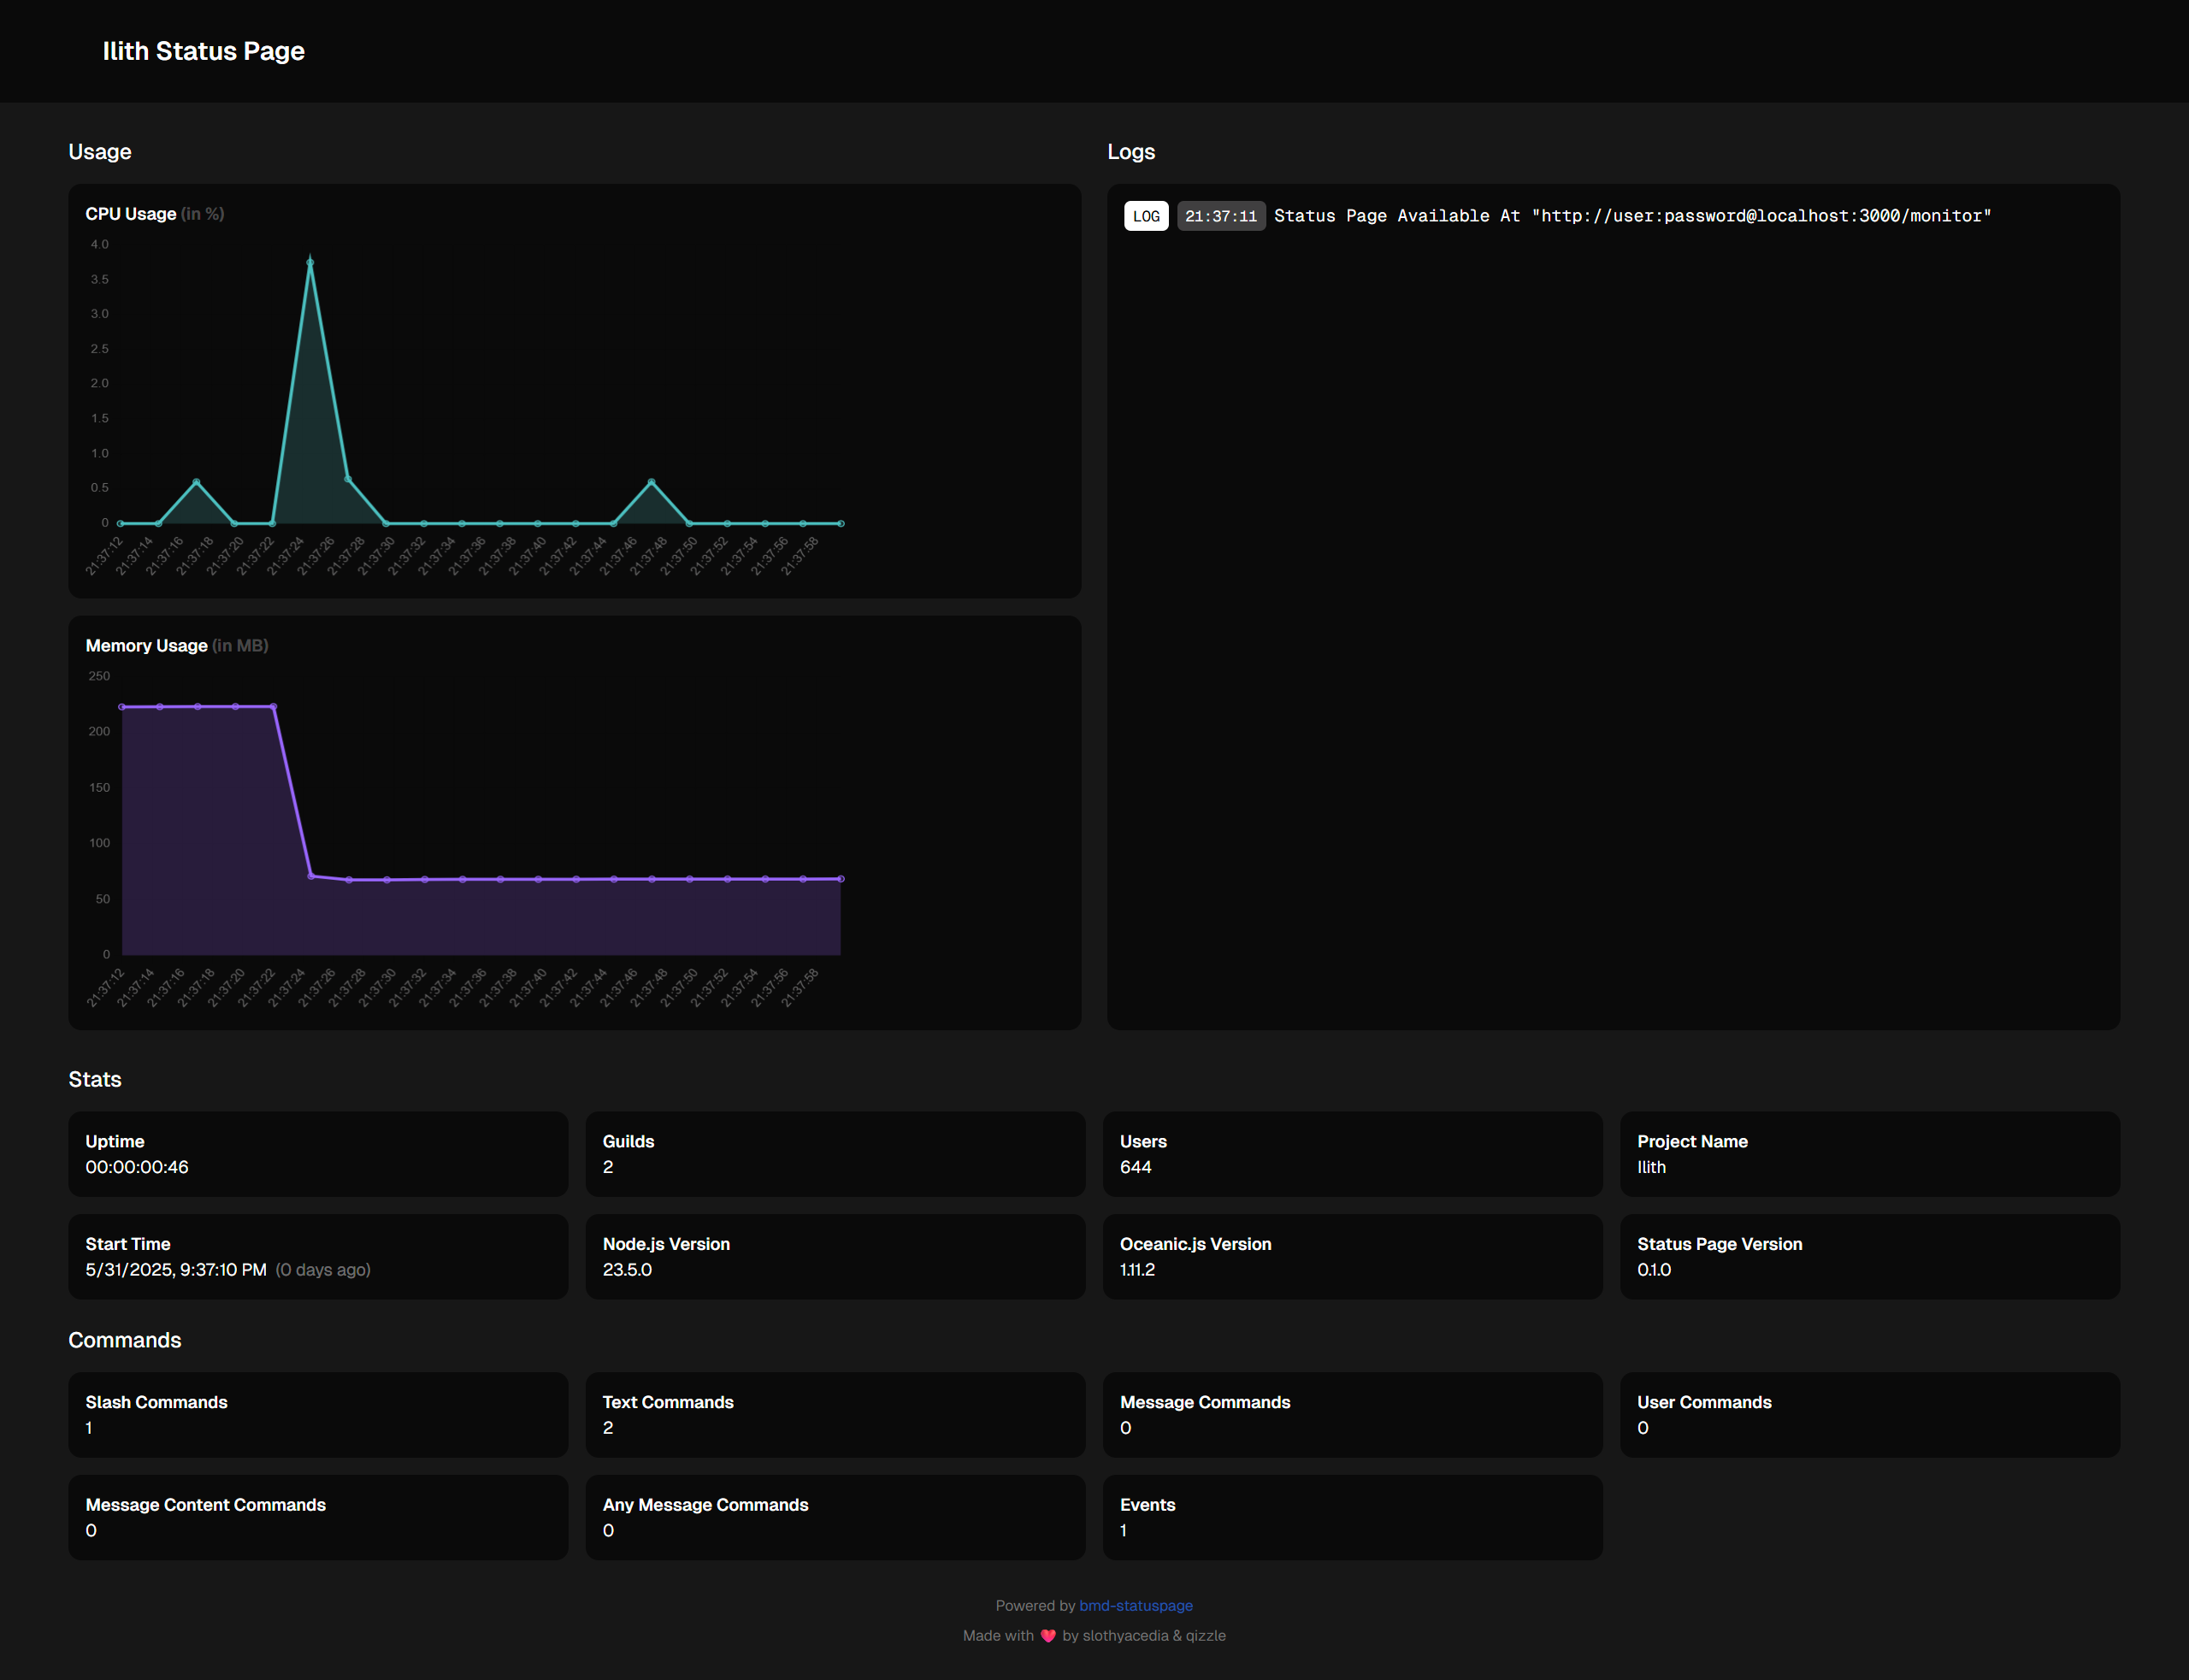 Ilith Status Page
Usage
CPU Usage (in %)
4.0
3.5
3.0
2.5
2.0
1.5
1.0
0.5
0
21:37:12 21:37:14 21:37:16 21:37:18 21:37:20 21:37:22 21:37:24 21:37:26 21:37:28 21:37:30 21:37:32 21:37:34 21:37:36 21:37:38 21:37:40 21:37:42 21:37:44 21:37:46 21:37:48 21:37:50 21:37:52 21:37:54 21:37:56 21:37:58
Memory Usage (in MB)
250
200
150
100
50
0
21:37:12 21:37:14 21:37:16 21:37:18 21:37:20 21:37:22 21:37:24 21:37:26 21:37:28 21:37:30 21:37:32 21:37:34 21:37:36 21:37:38 21:37:40 21:37:42 21:37:44 21:37:46 21:37:48 21:37:50 21:37:52 21:37:54 21:37:56 21:37:58
Logs
LOG 21:37:11 Status Page Available At "http://user:password@localhost:3000/monitor"
Stats
Uptime
00:00:00:46
Guilds
2
Users
644
Project Name
Ilith
Start Time
5/31/2025, 9:37:10 PM (0 days ago)
Node.js Version
23.5.0
Oceanic.js Version
1.11.2
Status Page Version
0.1.0
Commands
Slash Commands
1
Text Commands
2
Message Commands
0
User Commands
0
Message Content Commands
0
Any Message Commands
0
Events
1
Powered by bmd-statuspage
Made with ❤️ by slothyacedia & qizzle